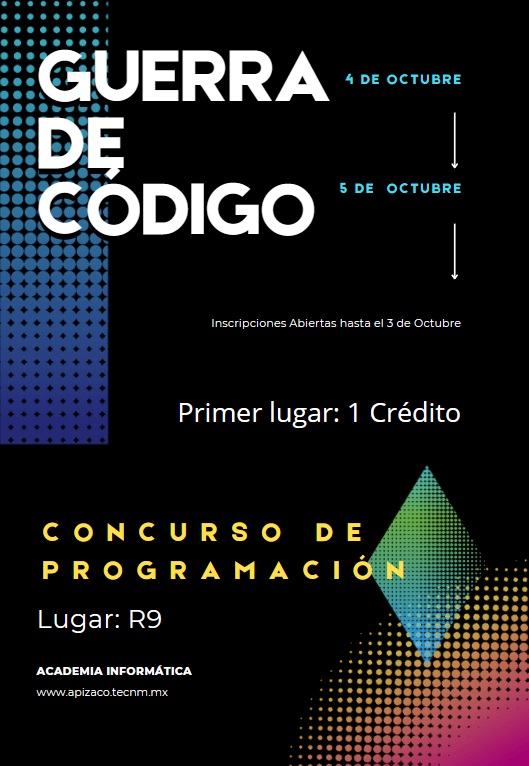 GUERRA
DE
CÓDIGO
4 DE OCTUBRE
5 DE OCTUBRE
Inscripciones Abiertas hasta el 3 de Octubre
Primer lugar: 1 Crédito
CONCURSO DE
PROGRAMACIÓN
Lugar: R9
ACADEMIA INFORMÁTICA
www.apizaco.tecnm.mx